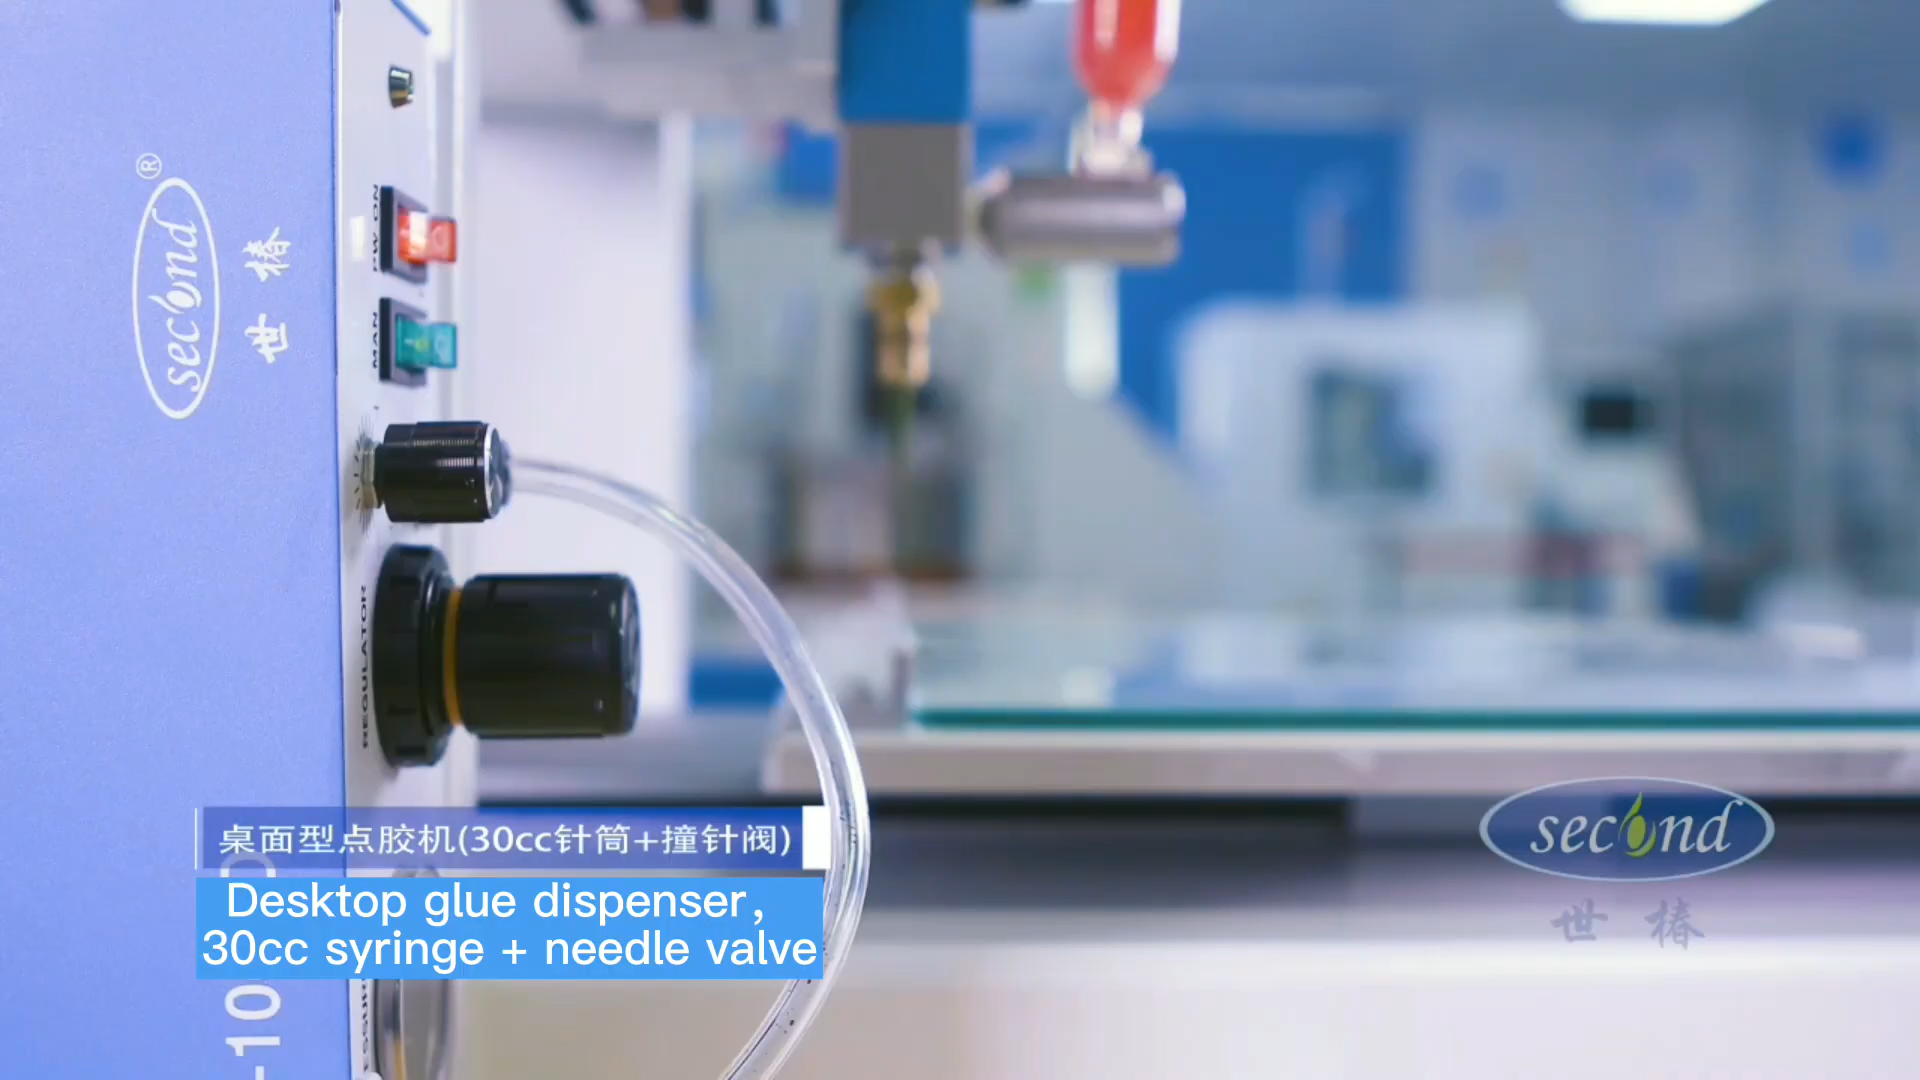 second®
世椿
PW ON
MAN
REGULATOR
桌面型点胶机(30cc针筒+撞针阀)
Desktop glue dispenser,
30cc syringe + needle valve
second
世椿